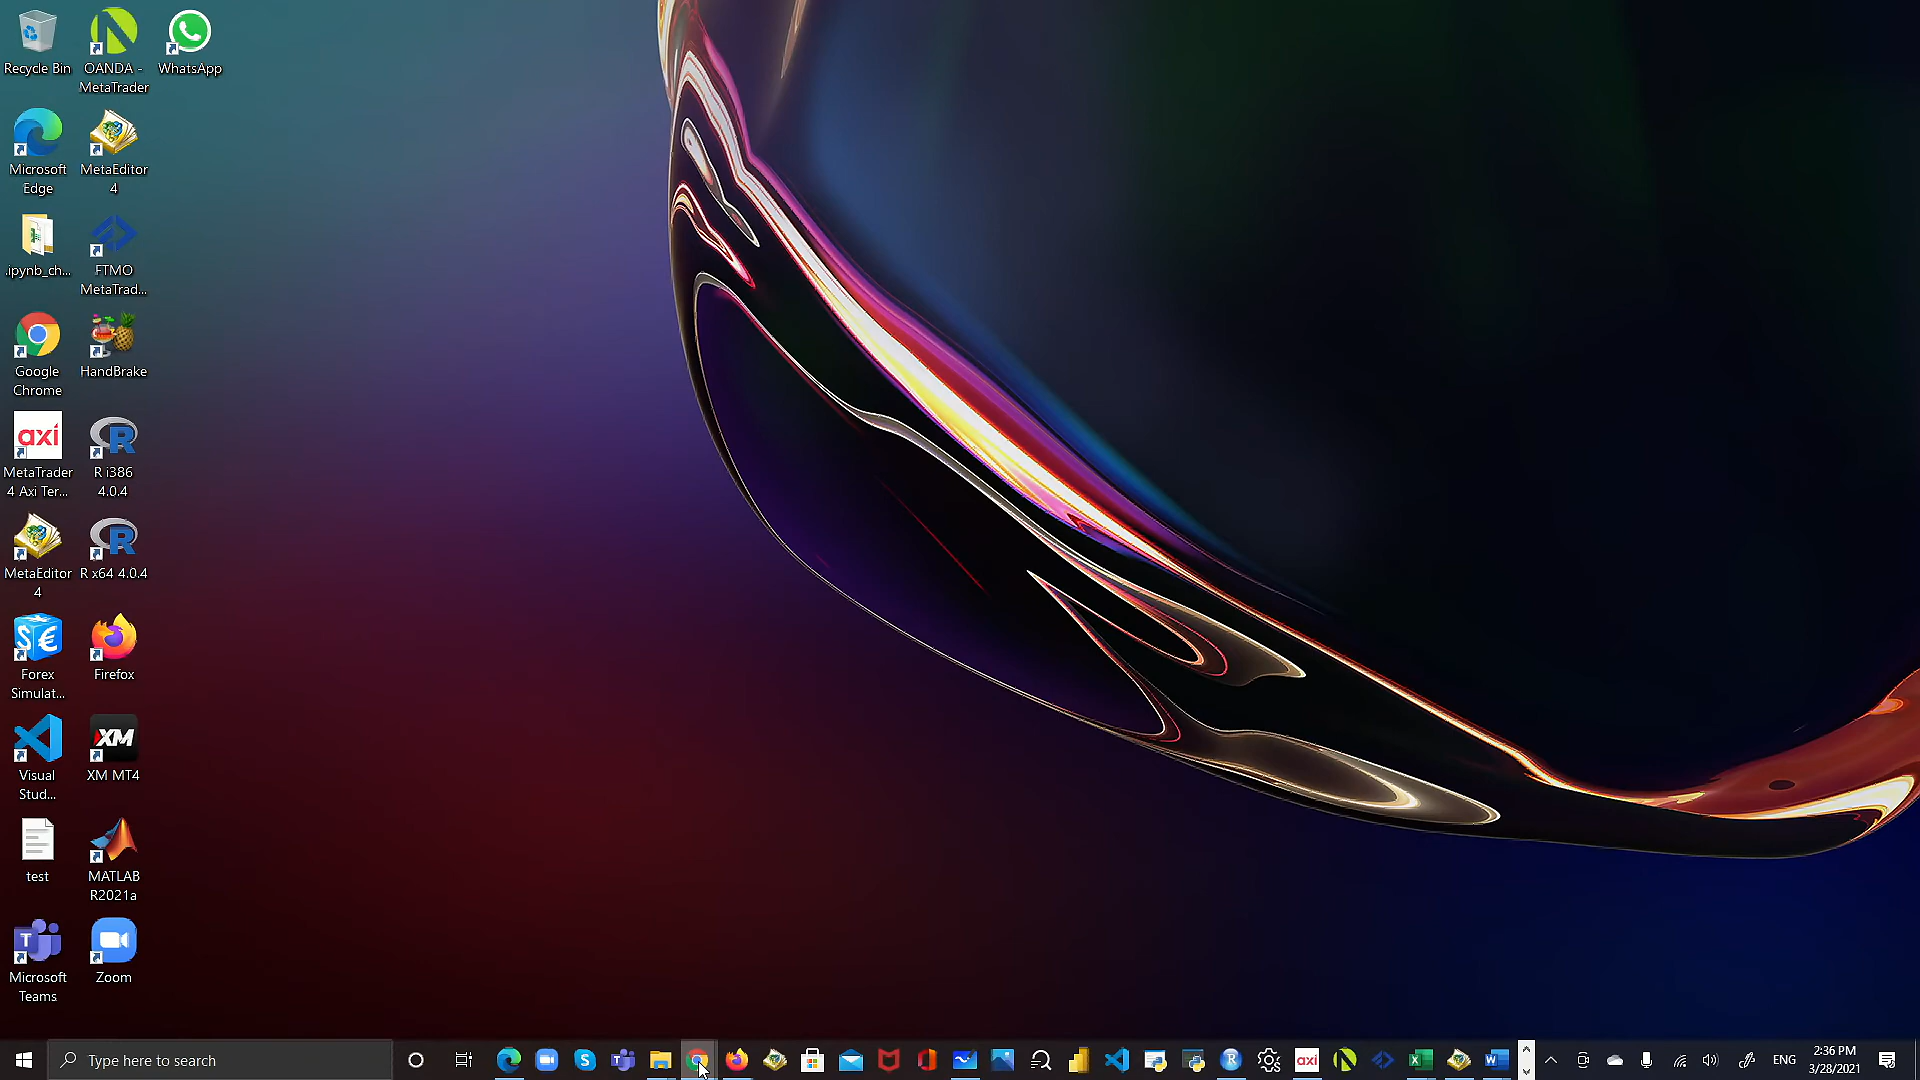 Recycle Bin
OANDA -
MetaTrader
WhatsApp
Microsoft
Edge
MetaEditor
4
.ipynb_ch...
FTMO
MetaTrad...
Google
Chrome
HandBrake
axi
MetaTrader
4 Axi Ter...
R i386
4.0.4
MetaEditor
4
R x64 4.0.4
Forex
Simulat...
Firefox
Visual
Stud...
XM
XM MT4
test
MATLAB
R2021a
Microsoft
Teams
Zoom
Type here to search
axi
ENG
2:36 PM
3/28/2021